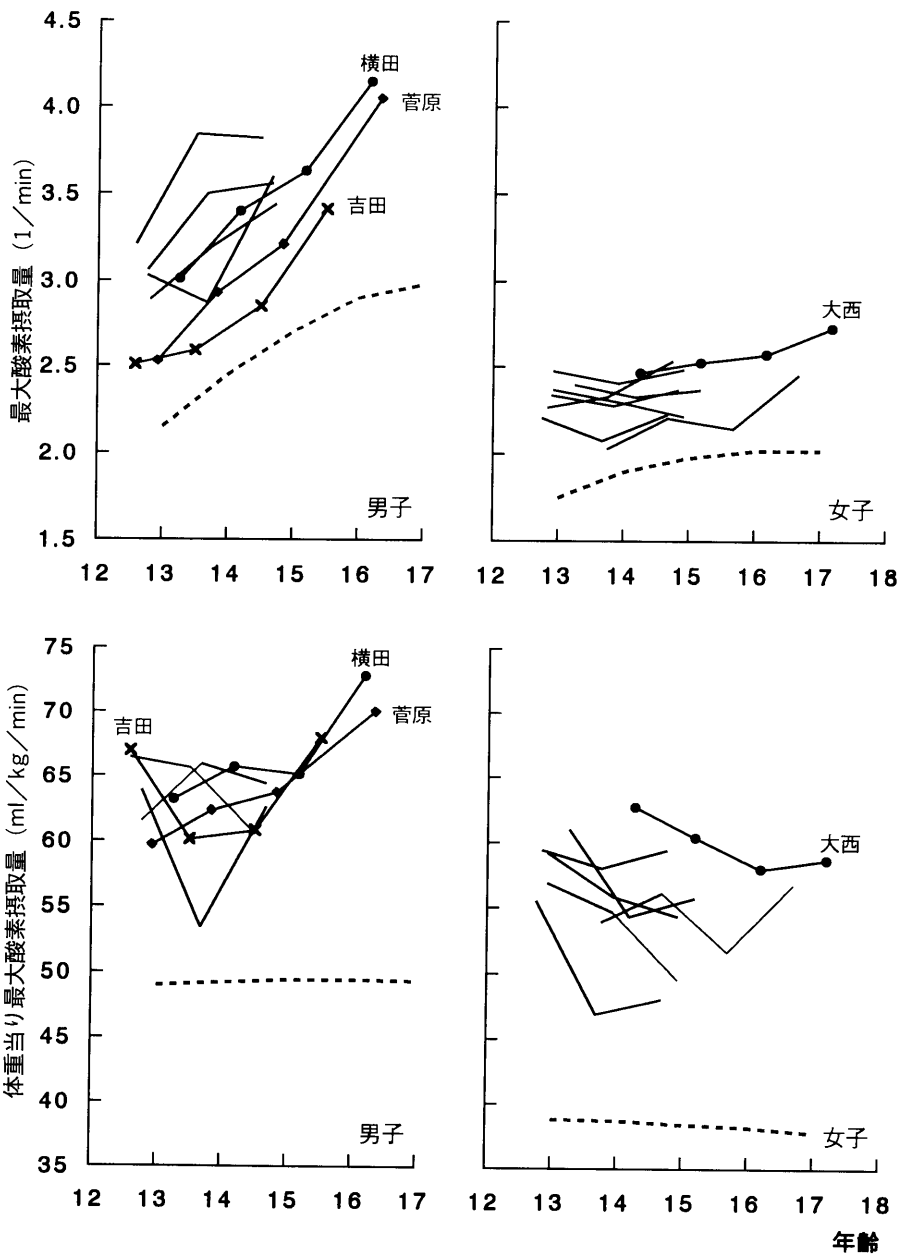 最大酸素摂取量 (1/min)
4.5
4.0
3.5
3.0
2.5
2.0
1.5
横田
菅原
吉田
男子
12 13 14 15 16 17
大西
女子
12 13 14 15 16 17 18
体重当り最大酸素摂取量 (ml/kg/min)
75
70
65
60
55
50
45
40
35
横田
菅原
吉田
男子
12 13 14 15 16 17
大西
女子
12 13 14 15 16 17 18
年齢